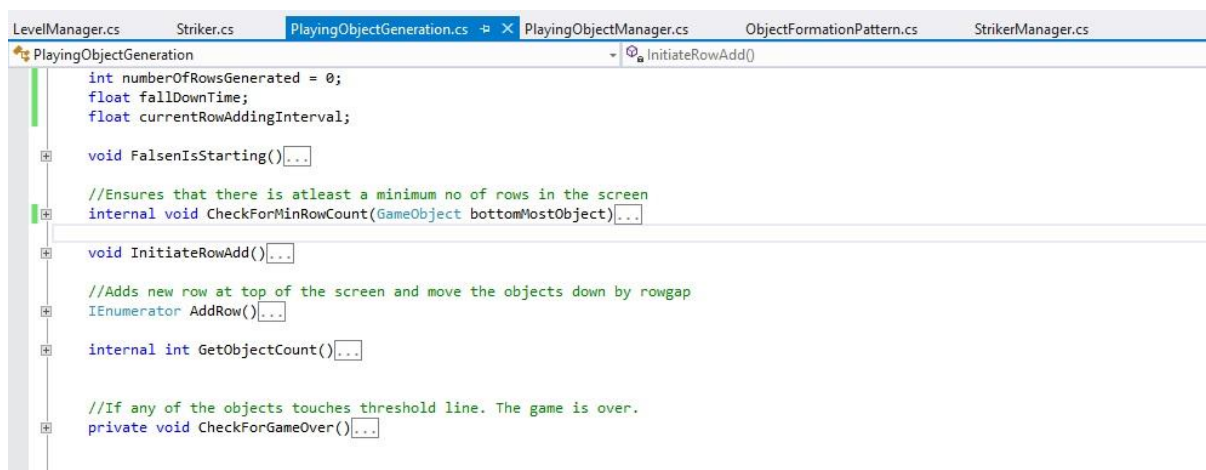 LevelManager.cs Striker.cs PlayingObjectGeneration.cs PlayingObjectManager.cs ObjectFormationPattern.cs StrikerManager.cs
PlayingObjectGeneration InitiateRowAdd()
int numberOfRowsGenerated = 0;
float fallDownTime;
float currentRowAddingInterval;
void FalsenIsStarting()...
//Ensures that there is atleast a minimum no of rows in the screen
internal void CheckForMinRowCount(GameObject bottomMostObject)...
void InitiateRowAdd()...
//Adds new row at top of the screen and move the objects down by rowgap
IEnumerator AddRow()...
internal int GetObjectCount()...
//If any of the objects touches threshold line. The game is over.
private void CheckForGameOver()...